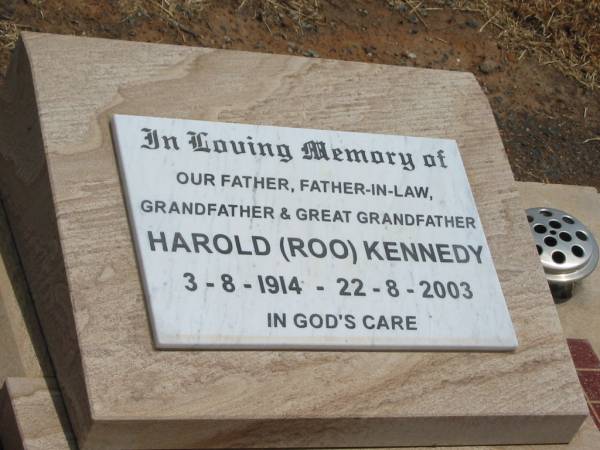 In Loving Memory of
OUR FATHER, FATHER-IN-LAW,
GRANDFATHER & GREAT GRANDFATHER
HAROLD (ROO) KENNEDY
3 - 8 - 1914 - 22 - 8 - 2003
IN GOD'S CARE